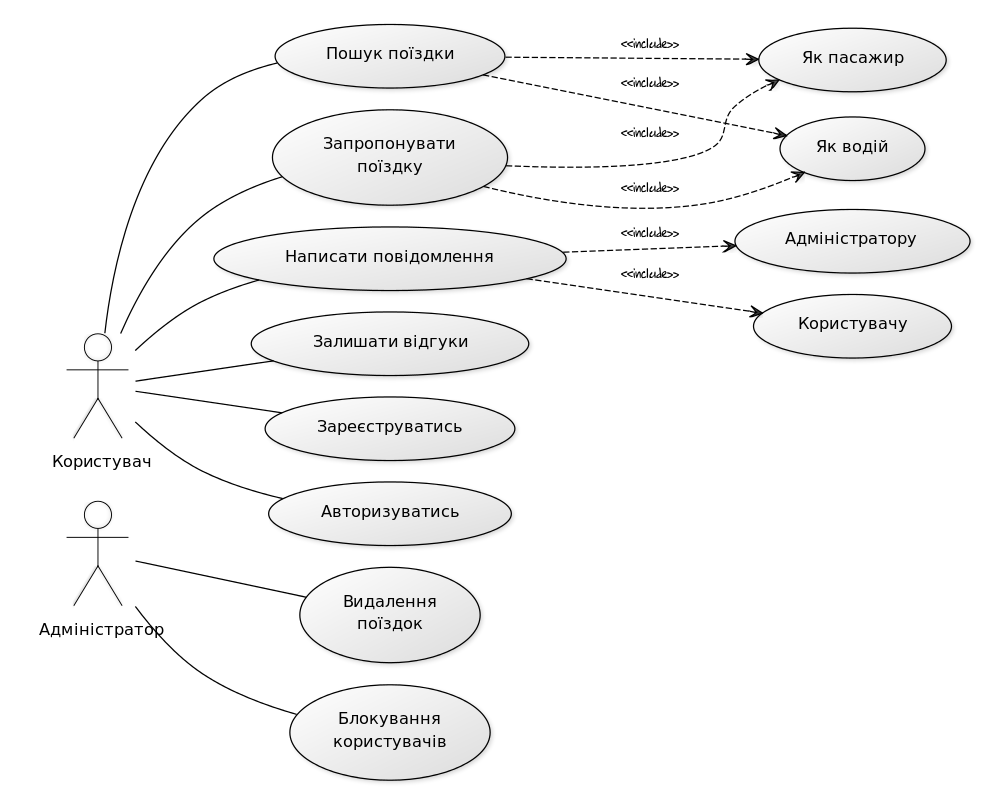 Пошук поїздки
<<include>>
Як пасажир
<<include>>
Запропонувати
поїздку
<<include>>
Як водій
<<include>>
Написати повідомлення
<<include>>
Адміністратору
<<include>>
Користувачу
Залишати відгуки
Зареєструватись
Користувач
Авторизуватись
Видалення
поїздок
Адміністратор
Блокування
користувачів